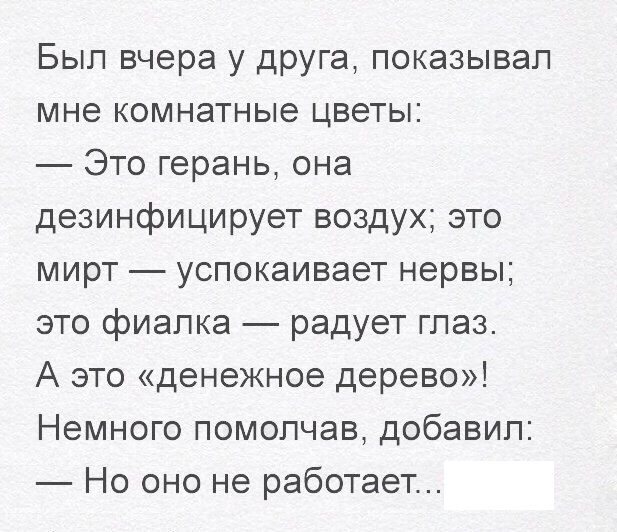 Был вчера у друга, показывал
мне комнатные цветы:
— Это герань, она
дезинфицирует воздух; это
мирт — успокаивает нервы;
это фиалка — радует глаз.
А это «денежное дерево»!
Немного помолчав, добавил:
— Но оно не работает...